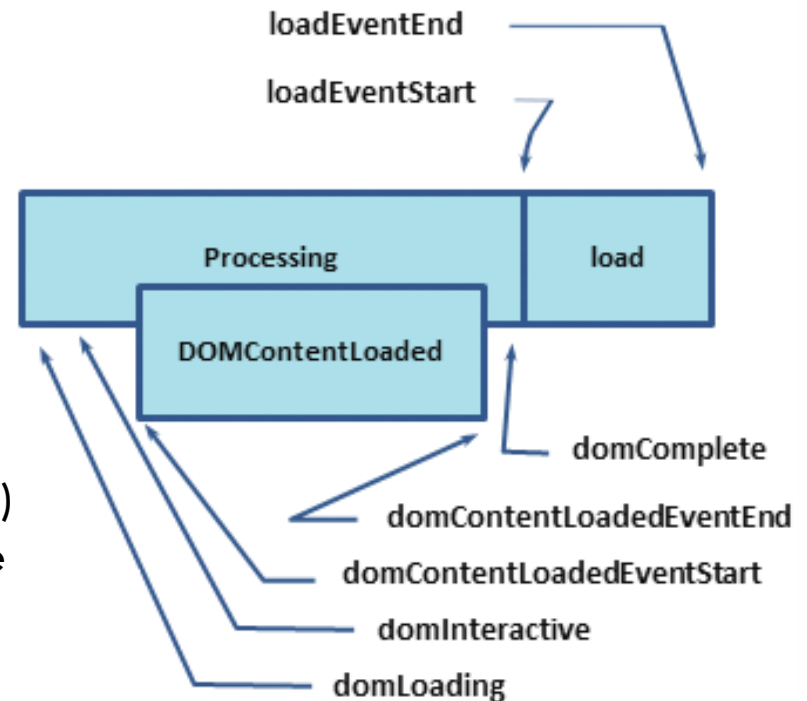 loadEventEnd
loadEventStart
Processing
load
DOMContentLoaded
domComplete
)
domContentLoadedEventEnd
e
domContentLoadedEventStart
domInteractive
domLoading